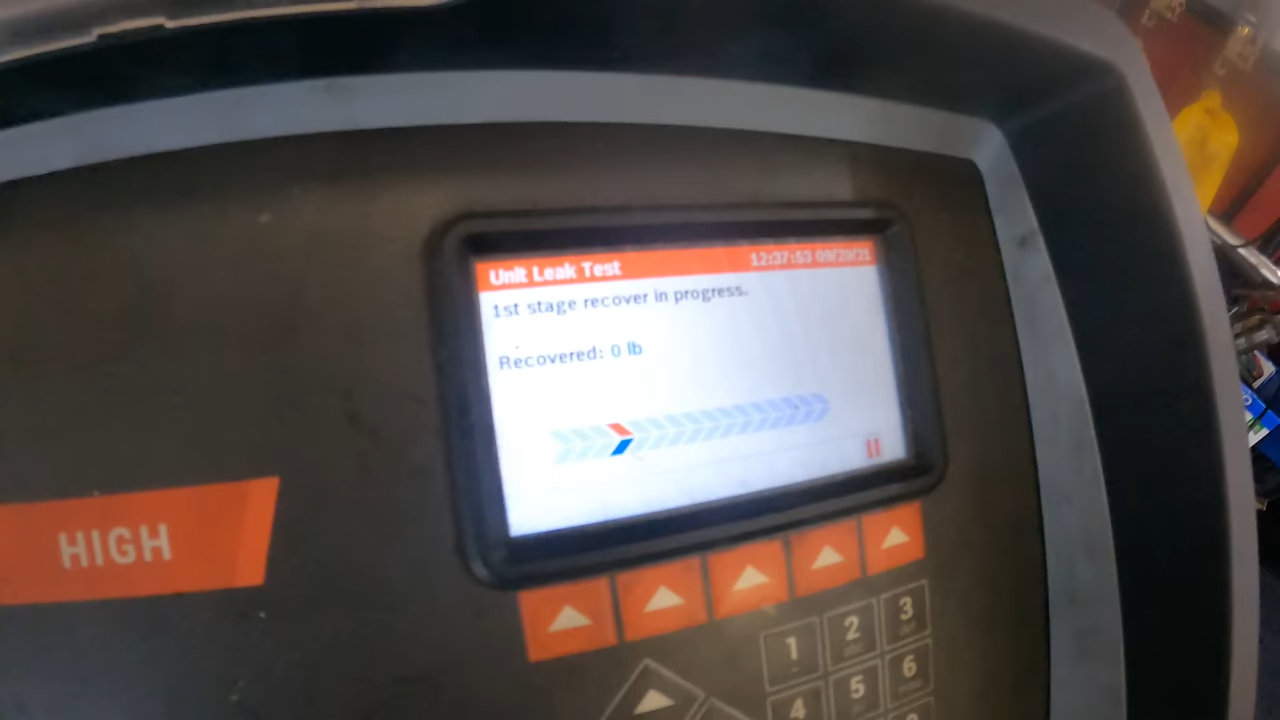 Unit Leak Test 12:37:53 09/29/21
1st stage recover in progress.
Recovered: 0 lb
HIGH
1 2 3
4 5 6